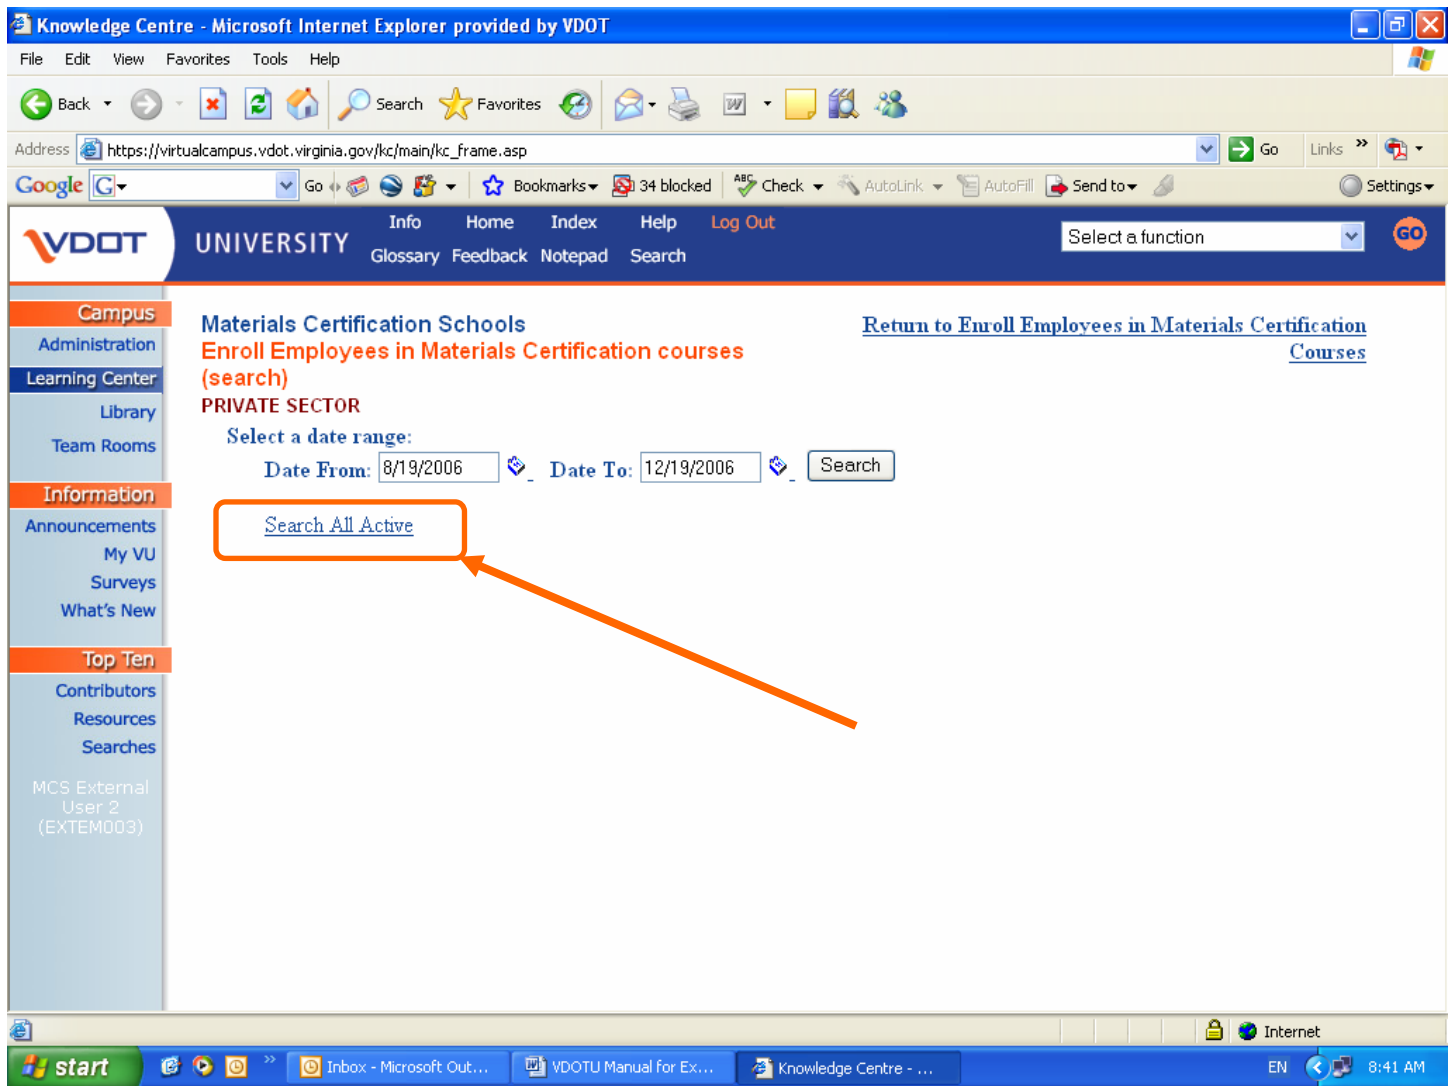 Knowledge Centre - Microsoft Internet Explorer provided by VDOT
File Edit View Favorites Tools Help
Back Search Favorites W
Address https://virtualcampus.vdot.virginia.gov/kc/main/kc_frame.asp Go Links »
Google G Go Bookmarks 34 blocked ABC Check AutoLink AutoFill Send to Settings
VDOT UNIVERSITY
Info Home Index Help Log Out
Glossary Feedback Notepad Search
Select a function GO
Campus
Administration
Learning Center
Library
Team Rooms
Information
Announcements
My VU
Surveys
What's New
Top Ten
Contributors
Resources
Searches
MCS External
User 2
(EXTEM003)
Materials Certification Schools
Enroll Employees in Materials Certification courses
(search)
PRIVATE SECTOR
Return to Enroll Employees in Materials Certification
Courses
Select a date range:
Date From: 8/19/2006 Date To: 12/19/2006 Search
Search All Active
Internet
start » Inbox - Microsoft Out... VDOTU Manual for Ex... Knowledge Centre - ... EN 8:41 AM